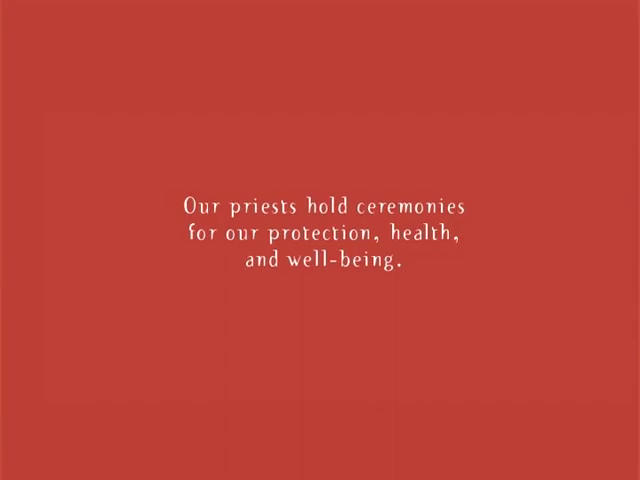 Our priests hold ceremonies
for our protection, health,
and well-being.